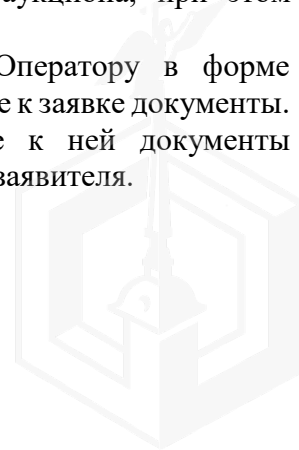 аукциона, при этом
Оператору в форме
е к заявке документы.
е к ней документы
заявителя.